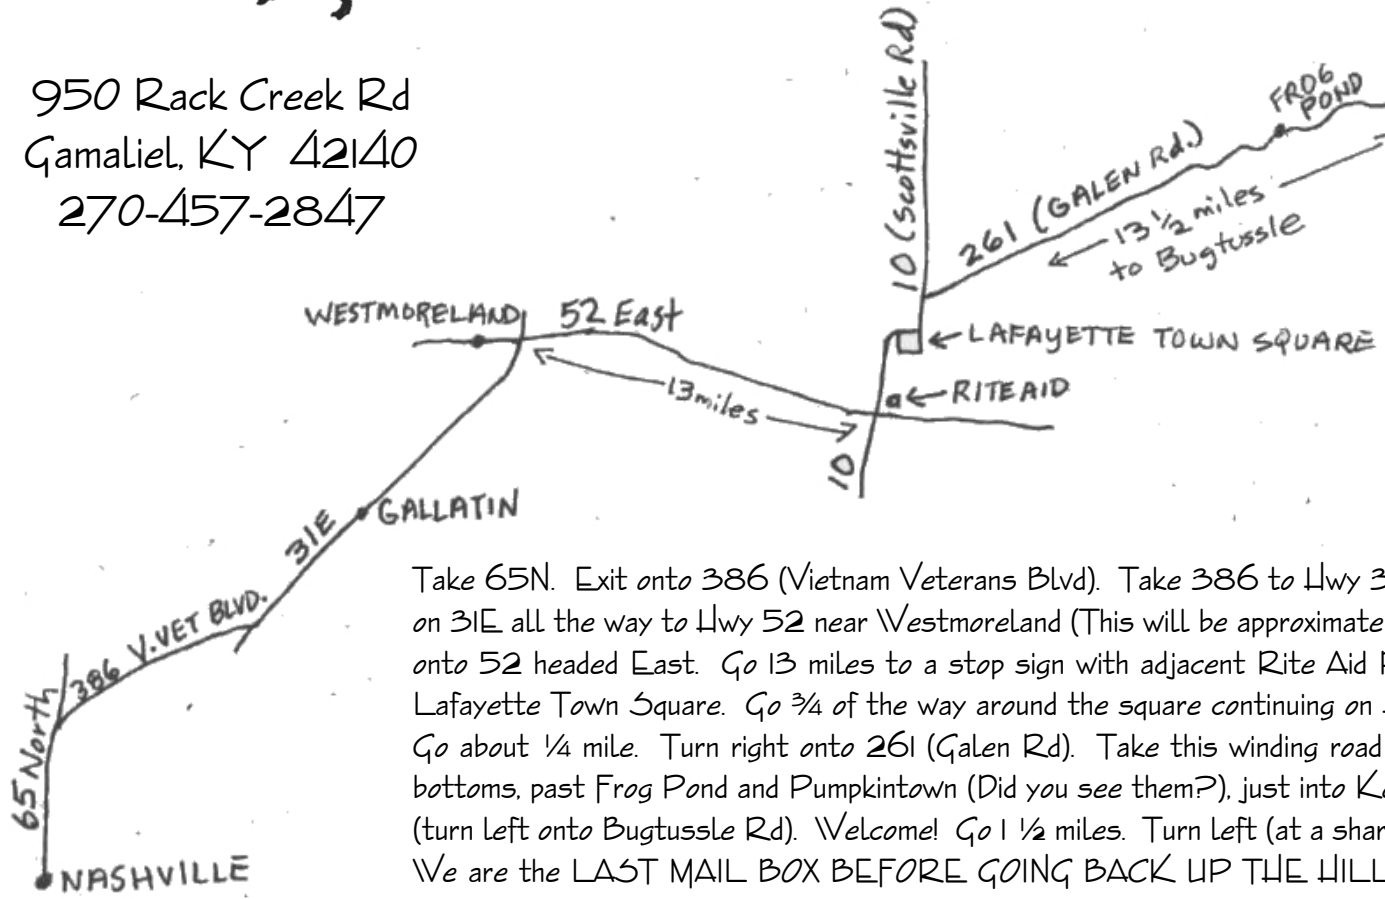 950 Rack Creek Rd
Gamaliel, KY 42140
270-457-2847
10 (Scottsville Rd)
FROG
POND
261 (GALEN Rd.)
13 ½ miles
to Bugtussle
WESTMORELAND
52 East
LAFAYETTE TOWN SQUARE
13 miles
RITE AID
10
GALLATIN
31E
386 V.VET BLVD.
65 North
NASHVILLE
Take 65N. Exit onto 386 (Vietnam Veterans Blvd). Take 386 to Hwy
on 31E all the way to Hwy 52 near Westmoreland (This will be
onto 52 headed East. Go 13 miles to a stop sign with adjacent Rite Aid
Lafayette Town Square. Go ¾ of the way around the square continuing on
Go about ¼ mile. Turn right onto 261 (Galen Rd). Take this winding road
bottoms, past Frog Pond and Pumpkintown (Did you see them?), just into
(turn left onto Bugtussle Rd). Welcome! Go 1 ½ miles. Turn left (at a
We are the LAST MAIL BOX BEFORE GOING BACK UP THE HILL